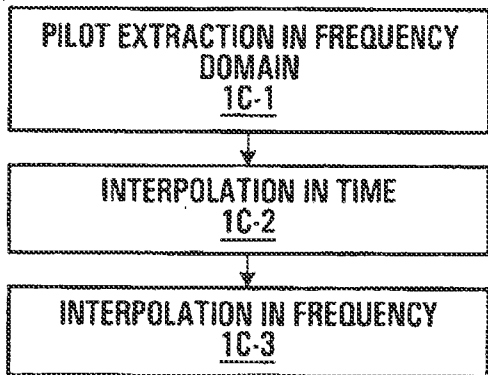 PILOT EXTRACTION IN FREQUENCY
DOMAIN
1C-1
INTERPOLATION IN TIME
1C-2
INTERPOLATION IN FREQUENCY
1C-3